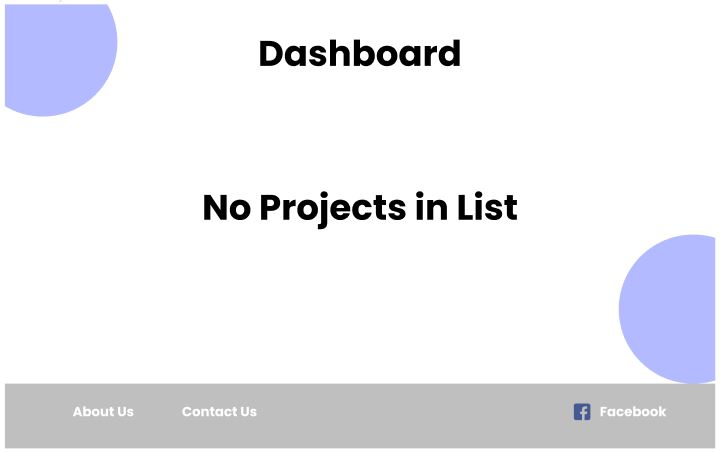 Dashboard
No Projects in List
About Us Contact Us Facebook